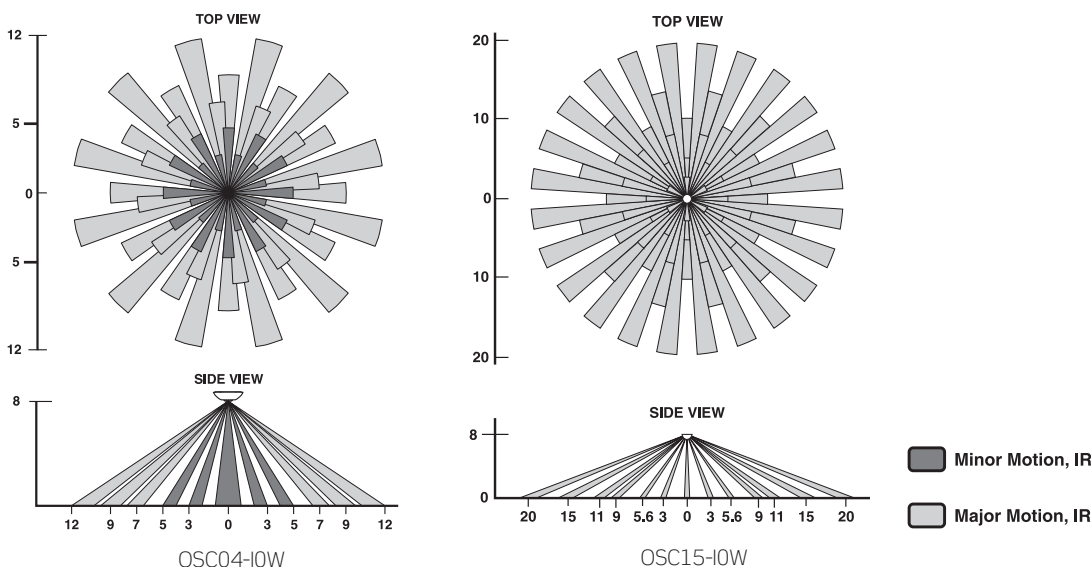 TOP VIEW
12
5
0
5
12
SIDE VIEW
8
12 9 7 5 3 0 3 5 7 9 12
OSC04-I0W
TOP VIEW
20
10
0
10
20
SIDE VIEW
8
0
20 15 11 9 5.6 3 0 3 5.6 9 11 15 20
OSC15-I0W
Minor Motion, IR
Major Motion, IR